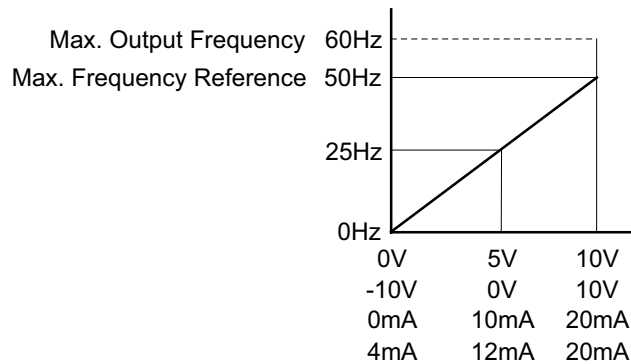 Max. Output Frequency 60Hz
Max. Frequency Reference 50Hz
25Hz
0Hz
0V 5V 10V
-10V 0V 10V
0mA 10mA 20mA
4mA 12mA 20mA